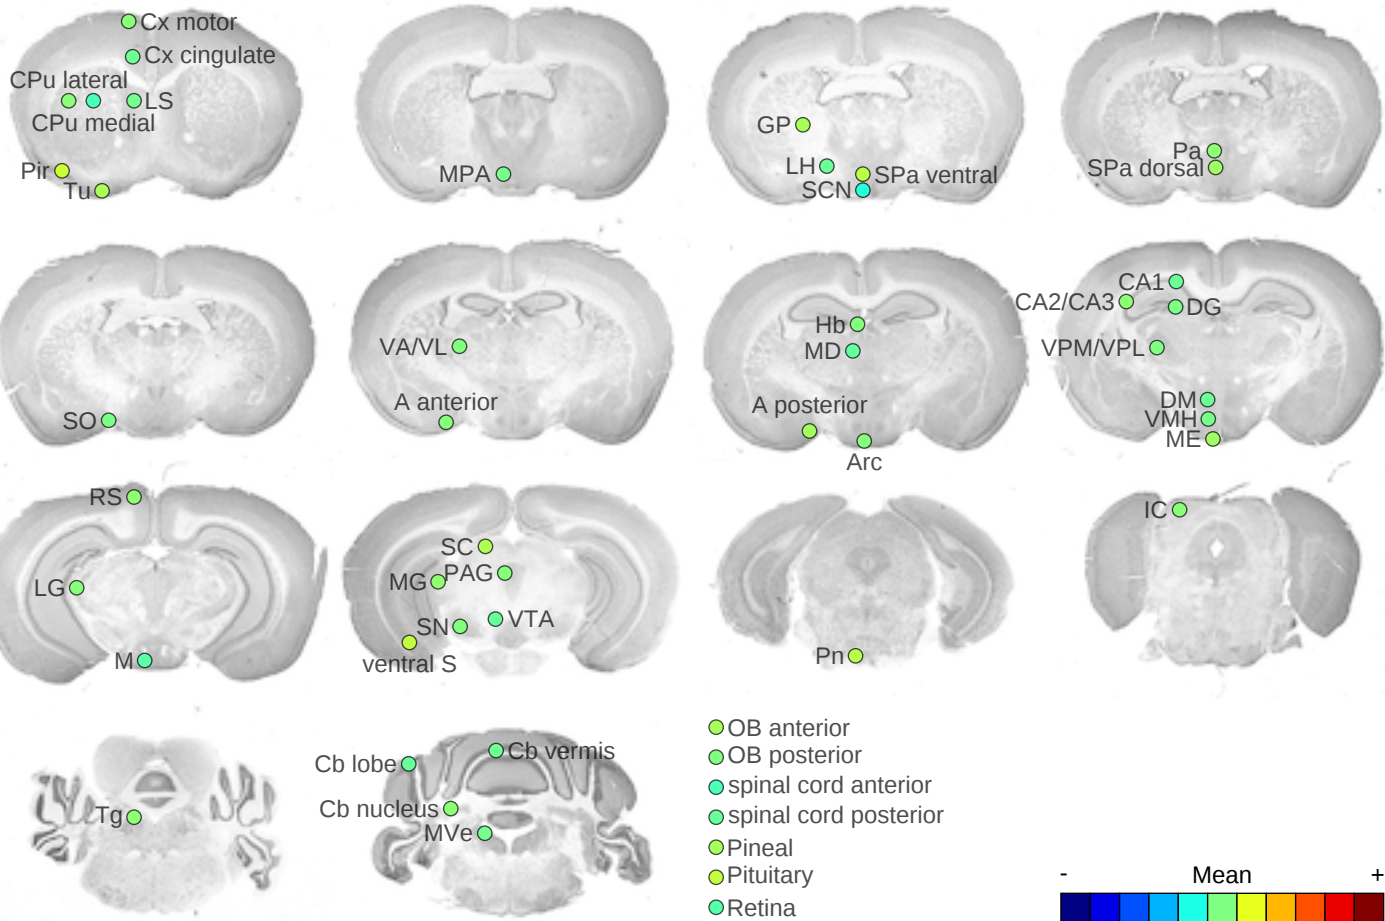 Cx motor
Cx cingulate
CPu lateral
LS
CPu medial
Pir
Tu
MPA
GP
LH
SPa ventral
SCN
Pa
SPa dorsal
SO
VA/VL
A anterior
Hb
MD
A posterior
Arc
CA1
CA2/CA3
DG
VPM/VPL
DM
VMH
ME
RS
LG
M
SC
MG
PAG
SN
VTA
ventral S
Pn
IC
Tg
Cb lobe
Cb vermis
Cb nucleus
MVe
OB anterior
OB posterior
spinal cord anterior
spinal cord posterior
Pineal
Pituitary
Retina
- Mean +